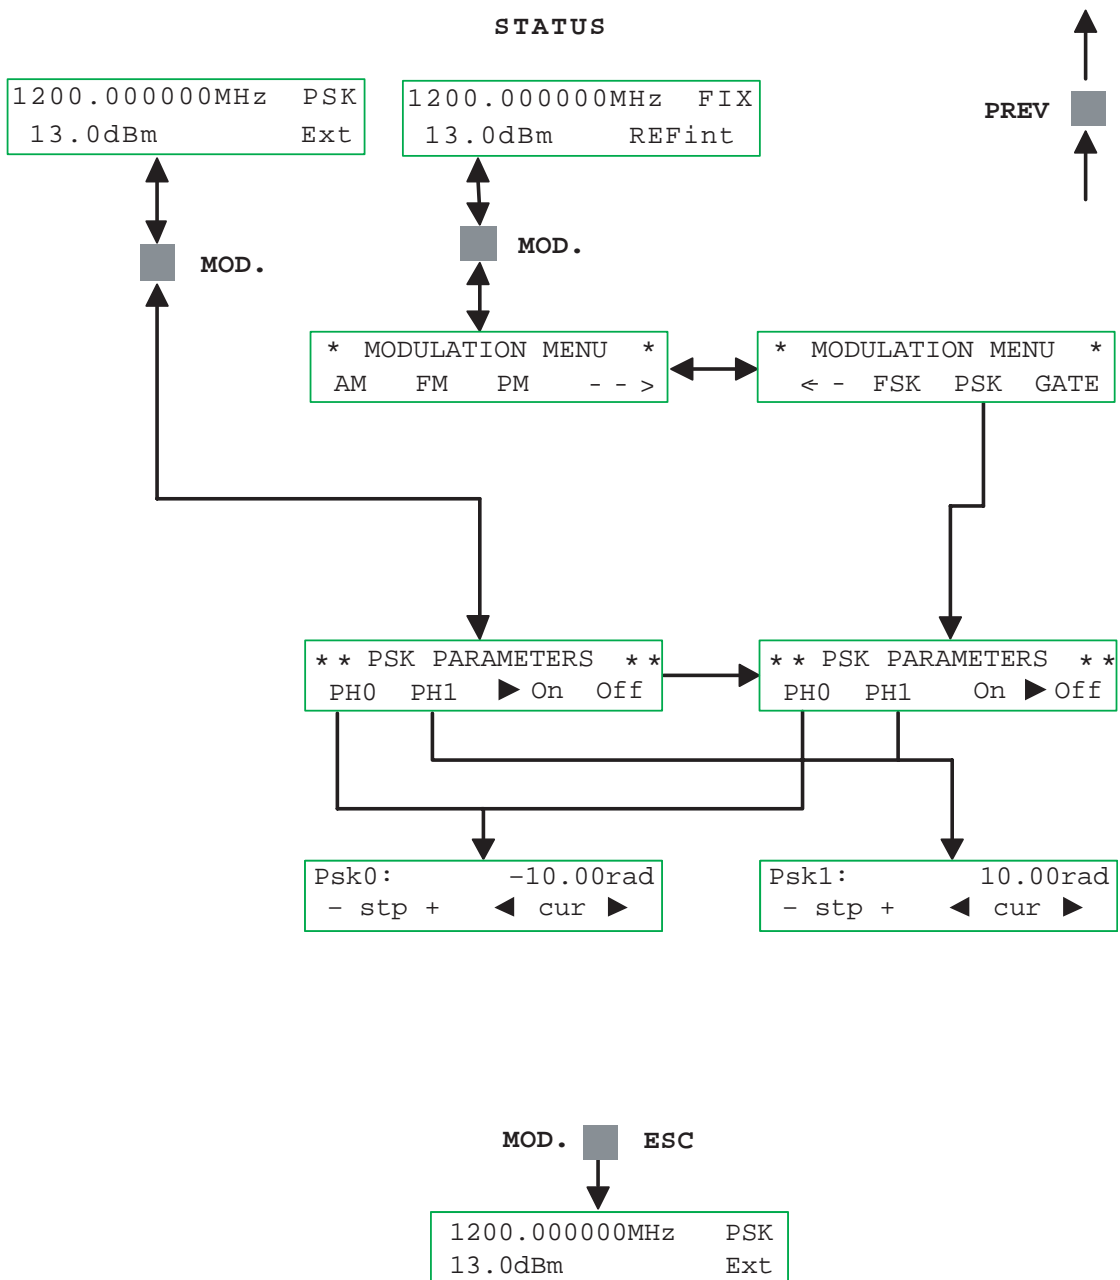 STATUS
1200.000000MHz PSK
13.0dBm Ext
1200.000000MHz FIX
13.0dBm REFint
PREV
MOD.
MOD.
* MODULATION MENU *
AM FM PM - - >
* MODULATION MENU *
< - FSK PSK GATE
* * PSK PARAMETERS * *
PH0 PH1 ▶ On Off
* * PSK PARAMETERS * *
PH0 PH1 On ▶ Off
Psk0: -10.00rad
- stp + ◀ cur ▶
Psk1: 10.00rad
- stp + ◀ cur ▶
MOD. ESC
1200.000000MHz PSK
13.0dBm Ext